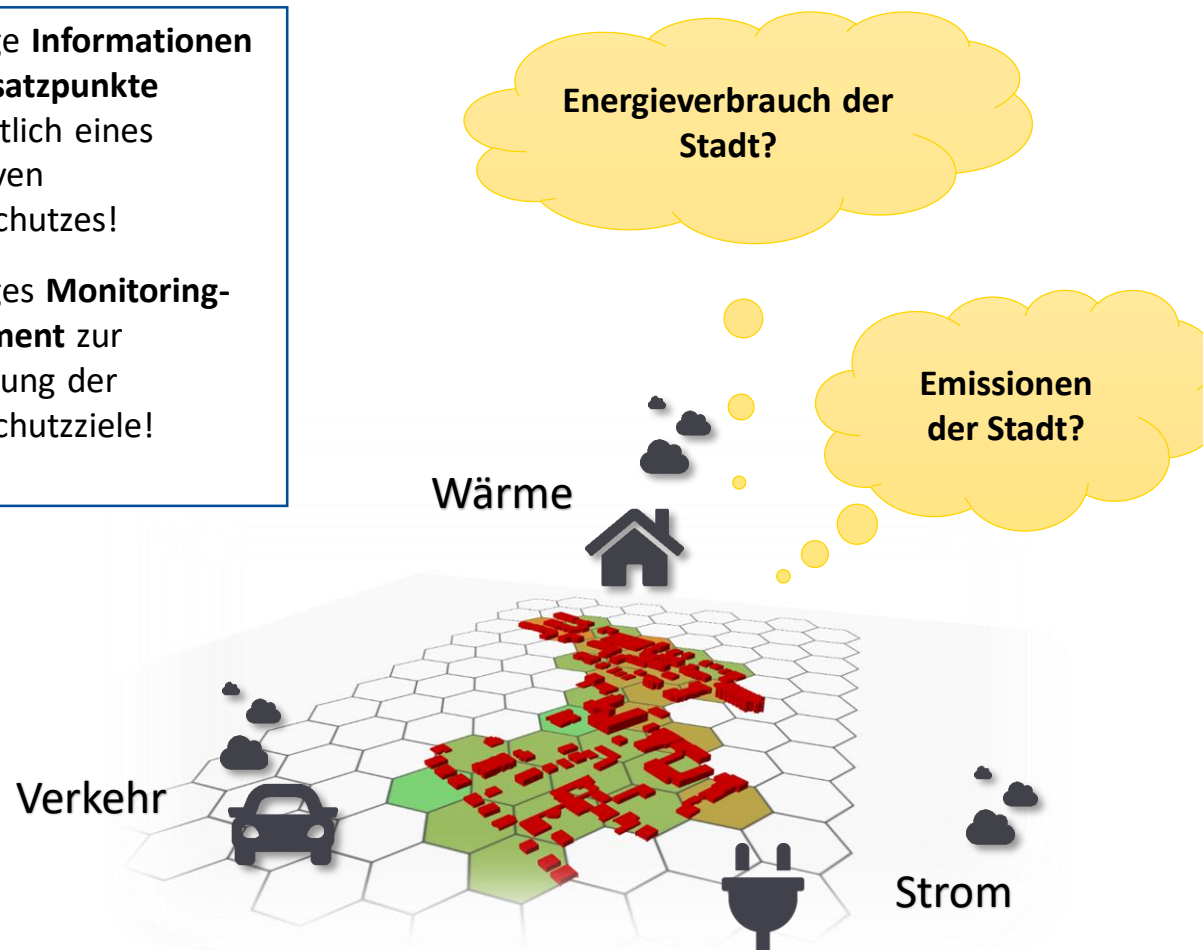 ge Informationen
satzpunkte
tlich eines
ven
chutzes!
ges Monitoring-
ment zur
ung der
chutzziele!
Energieverbrauch der
Stadt?
Emissionen
der Stadt?
Wärme
Verkehr
Strom